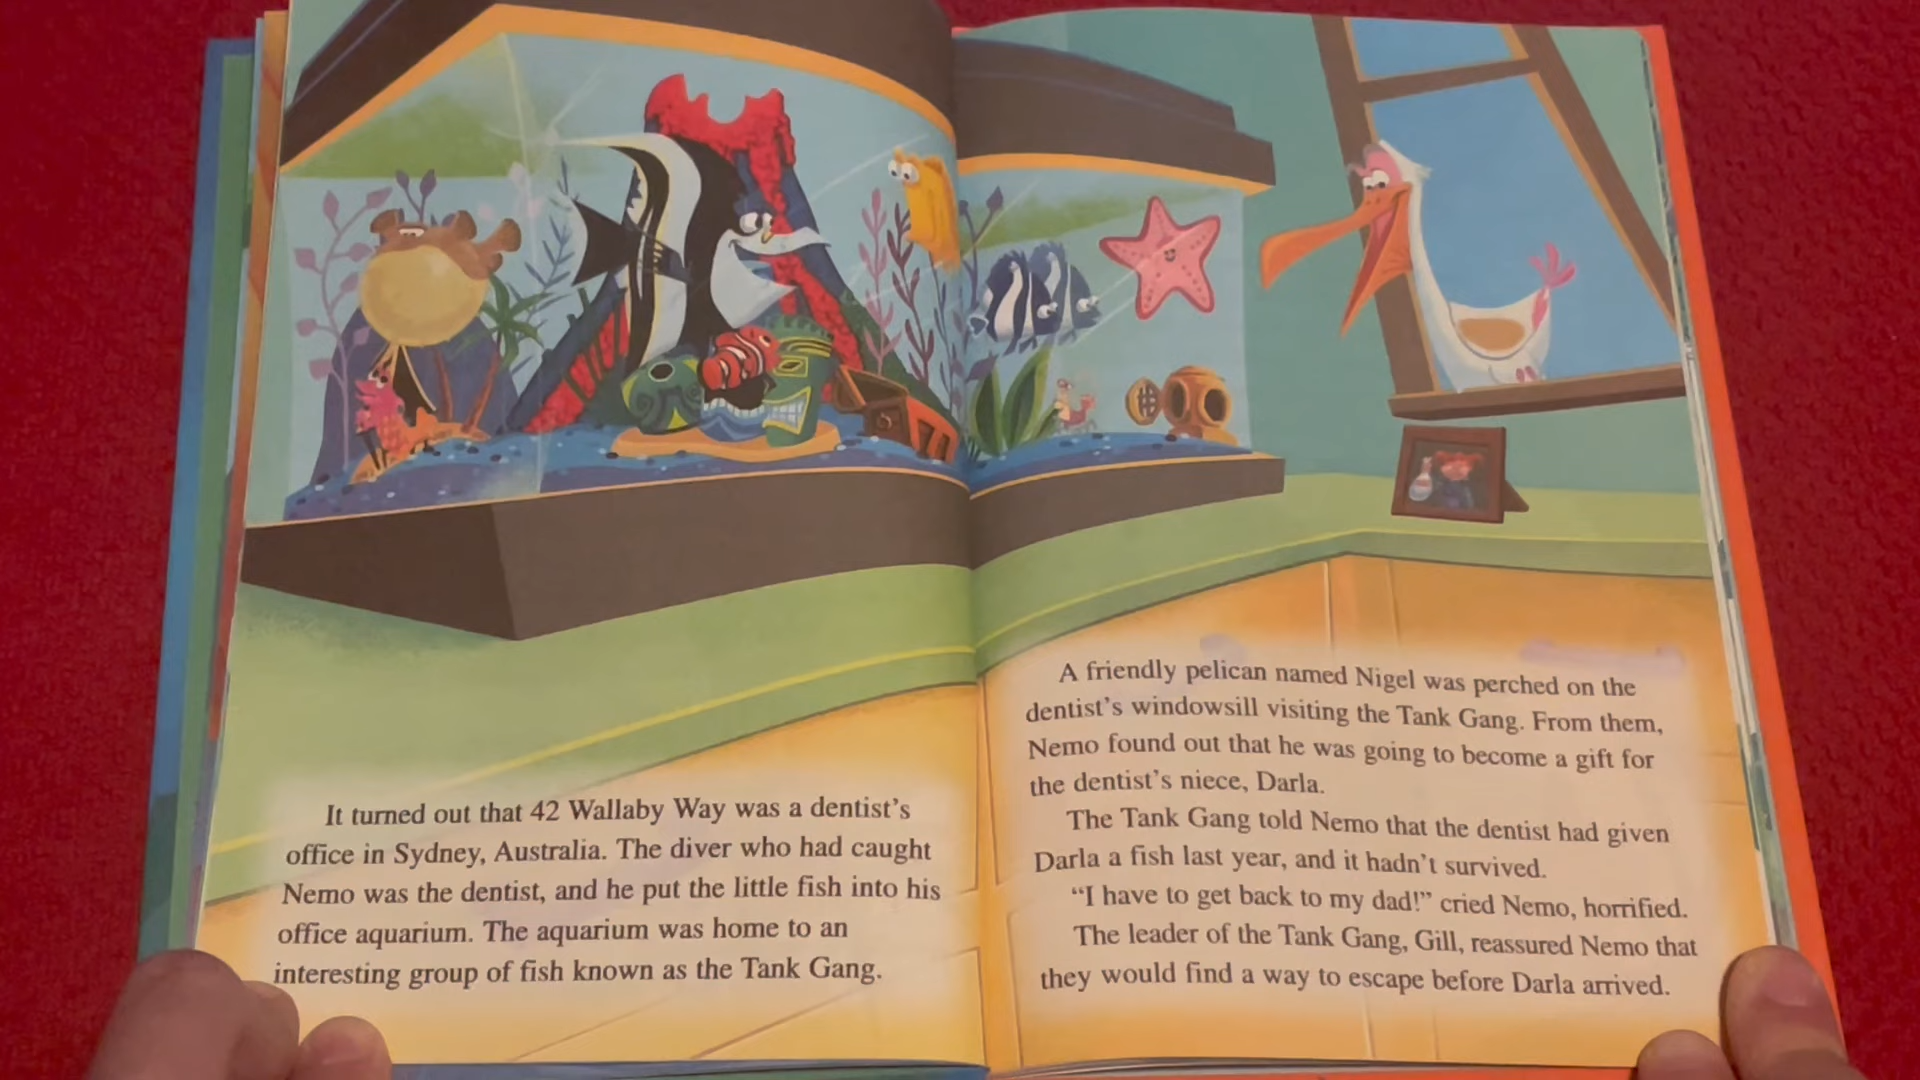 It turned out that 42 Wallaby Way was a dentist's
office in Sydney, Australia. The diver who had caught
Nemo was the dentist, and he put the little fish into his
office aquarium. The aquarium was home to an
interesting group of fish known as the Tank Gang.
A friendly pelican named Nigel was perched on the
dentist's windowsill visiting the Tank Gang. From them,
Nemo found out that he was going to become a gift for
the dentist's niece, Darla.
The Tank Gang told Nemo that the dentist had given
Darla a fish last year, and it hadn't survived.
“I have to get back to my dad!” cried Nemo, horrified.
The leader of the Tank Gang, Gill, reassured Nemo that
they would find a way to escape before Darla arrived.